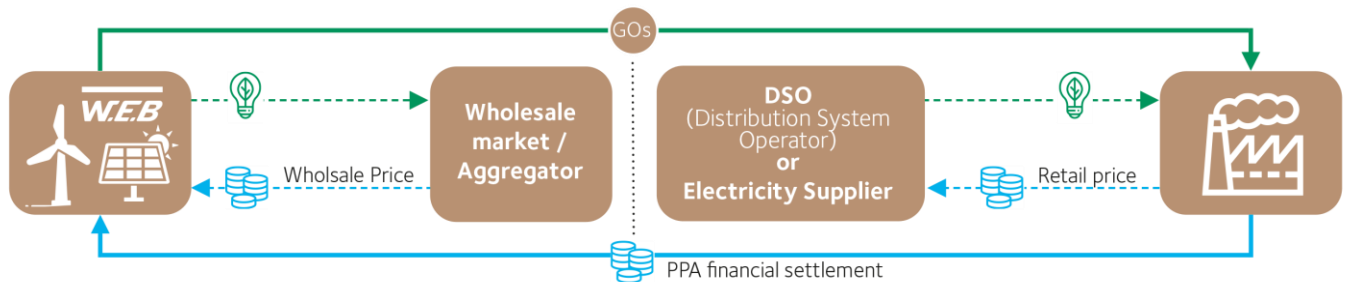 GOs
W.E.B
Wholesale
market /
Aggregator
Wholsale Price
DSO
(Distribution System
Operator)
or
Electricity Supplier
Retail price
PPA financial settlement